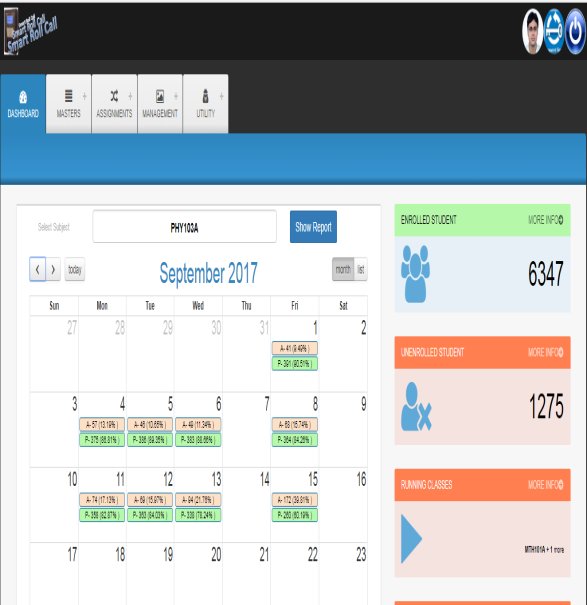 Smart Roll Call
DASHBOARD
MASTERS +
ASSIGNMENTS +
MANAGEMENT +
UTILITY +
Select Subject PHY103A Show Report
< > today September 2017 month list
Sun Mon Tue Wed Thu Fri Sat
27 28 29 30 31 1 2
A- 41 (9.49% )
P- 391 (90.51% )
3 4 5 6 7 8 9
A- 57 (13.19% ) A- 46 (10.65% ) A- 49 (11.34% ) A- 68 (15.74% )
P- 375 (86.81% ) P- 386 (89.35% ) P- 383 (88.66% ) P- 364 (84.26% )
10 11 12 13 14 15 16
A- 74 (17.13% ) A- 69 (15.97% ) A- 94 (21.76% ) A- 172 (39.81% )
P- 358 (82.87% ) P- 363 (84.03% ) P- 338 (78.24% ) P- 260 (60.19% )
17 18 19 20 21 22 23
ENROLLED STUDENT MORE INFO
6347
UNENROLLED STUDENT MORE INFO
1275
RUNNING CLASSES MORE INFO
MTH101A + 1 more